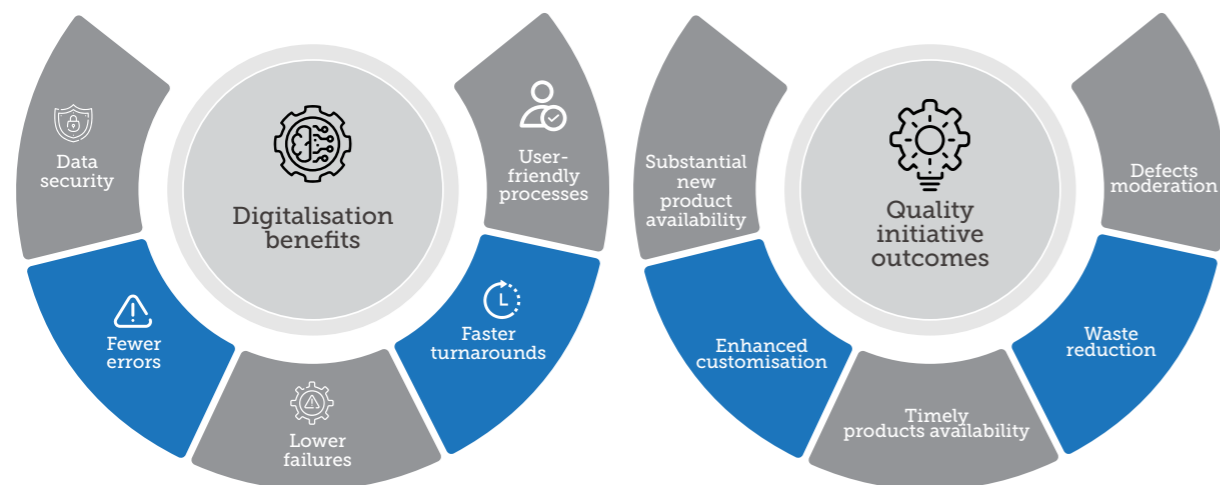 Digitalisation
benefits
Data
security
Fewer
errors
Lower
failures
Faster
turnarounds
User-
friendly
processes
Quality
initiative
outcomes
Substantial
new
product
availability
Enhanced
customisation
Timely
products availability
Waste
reduction
Defects
moderation